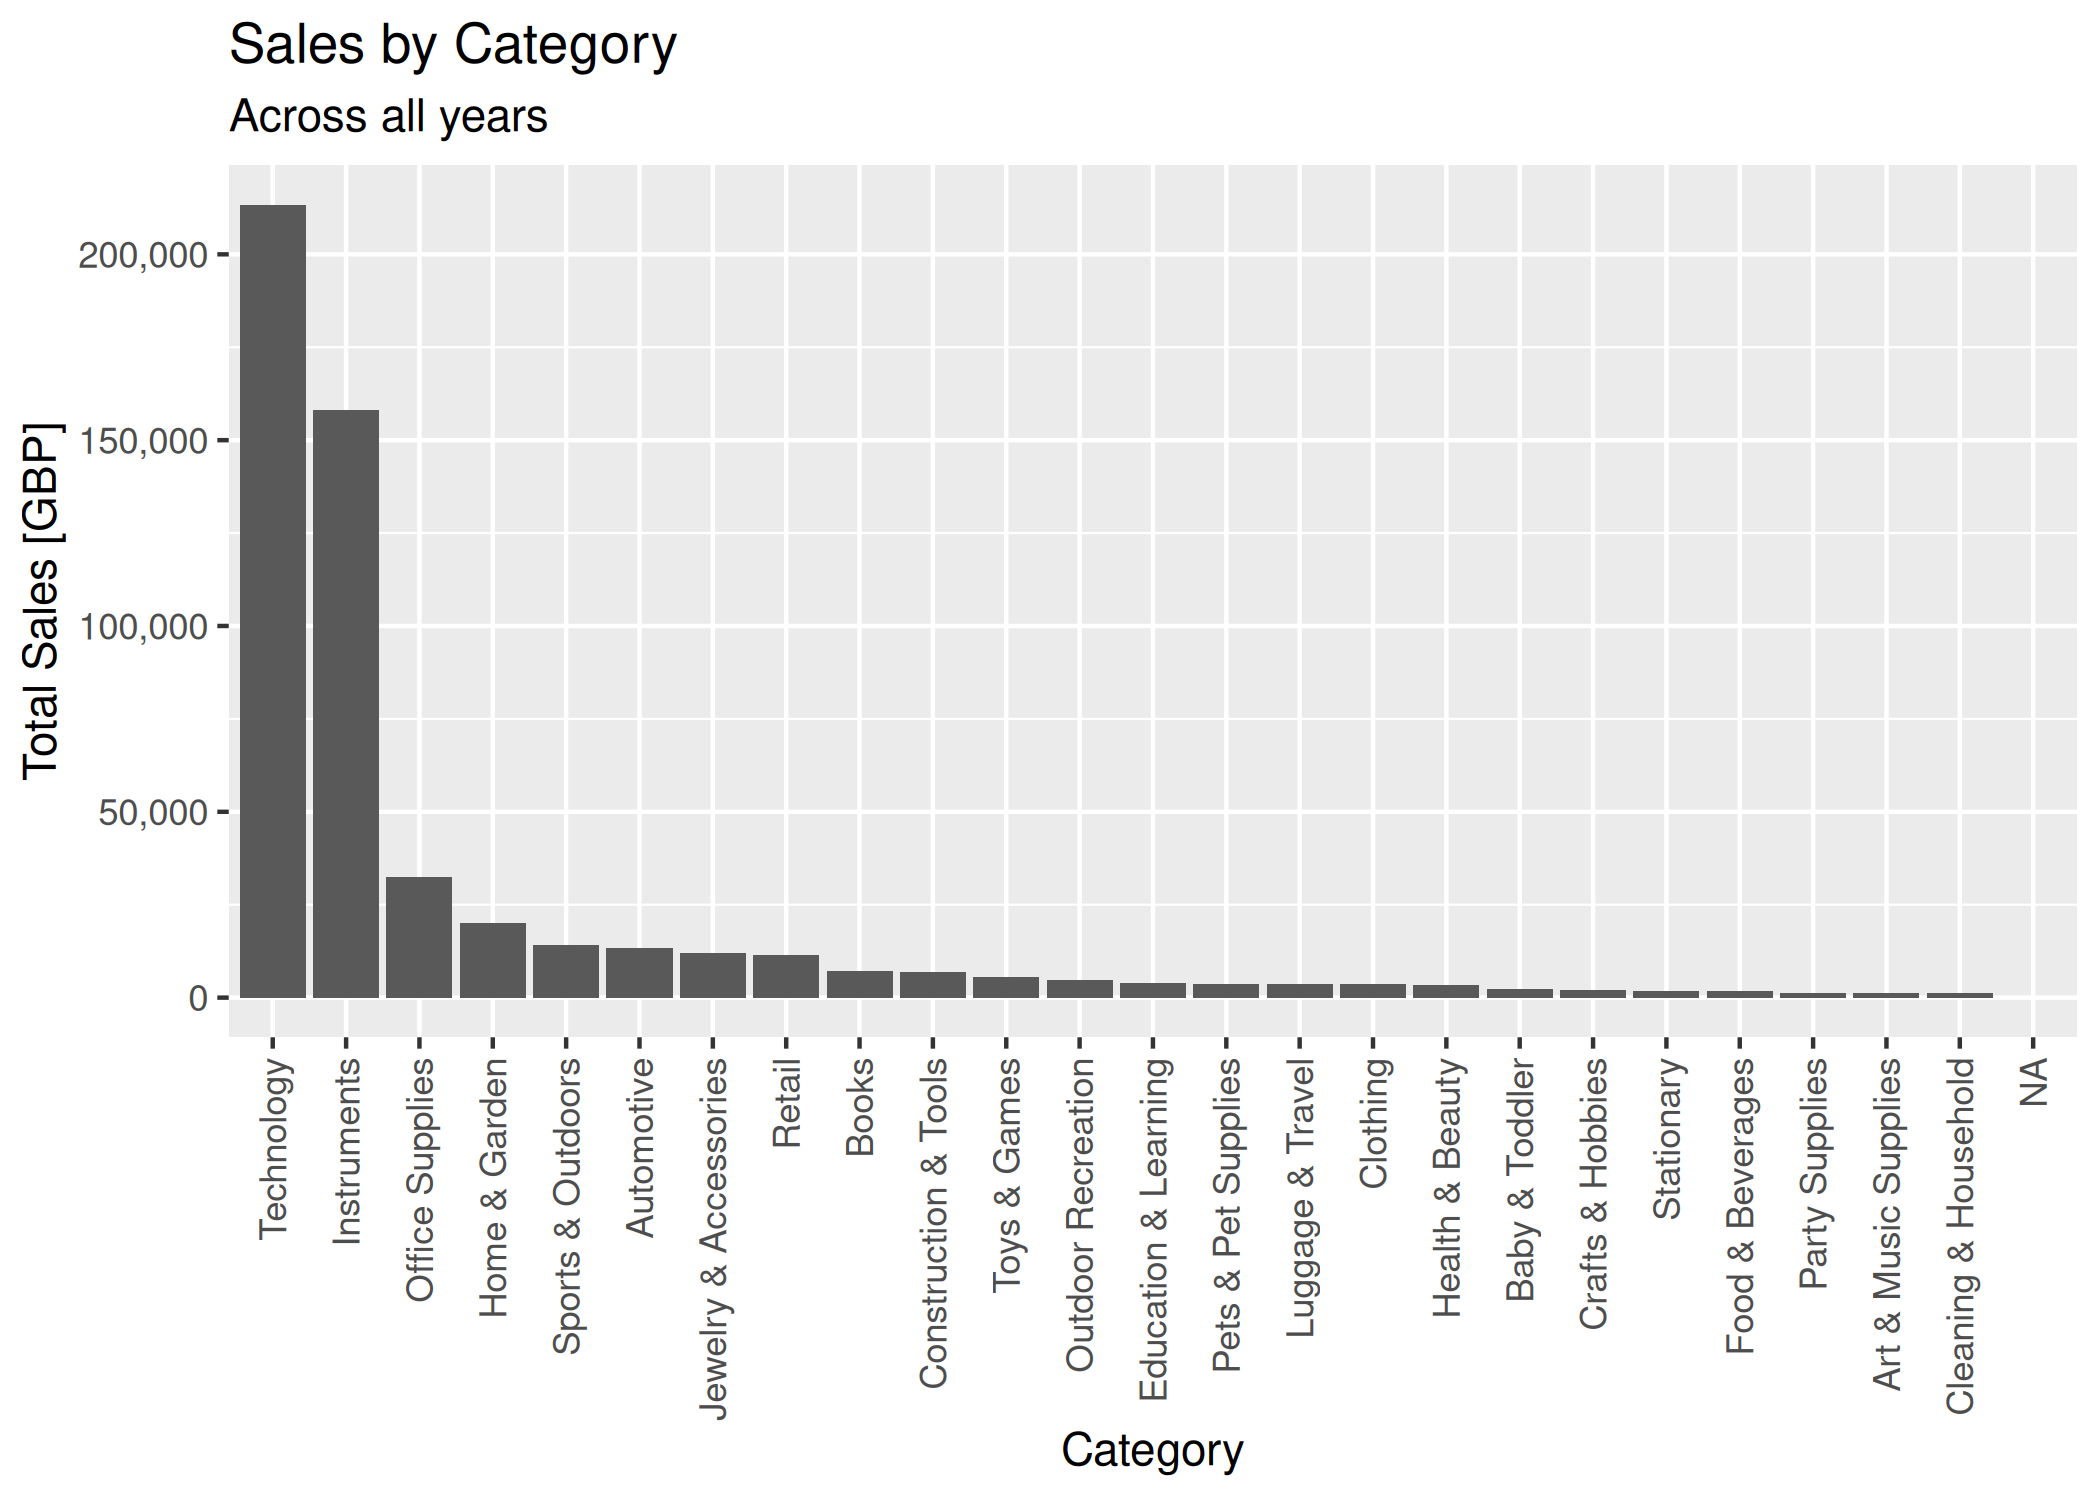 Sales by Category
Across all years
Total Sales [GBP]
200,000
150,000
100,000
50,000
0
Technology
Instruments
Office Supplies
Home & Garden
Sports & Outdoors
Automotive
Jewelry & Accessories
Retail
Books
Construction & Tools
Toys & Games
Outdoor Recreation
Education & Learning
Pets & Pet Supplies
Luggage & Travel
Clothing
Health & Beauty
Baby & Toddler
Crafts & Hobbies
Stationary
Food & Beverages
Party Supplies
Art & Music Supplies
Cleaning & Household
NA
Category